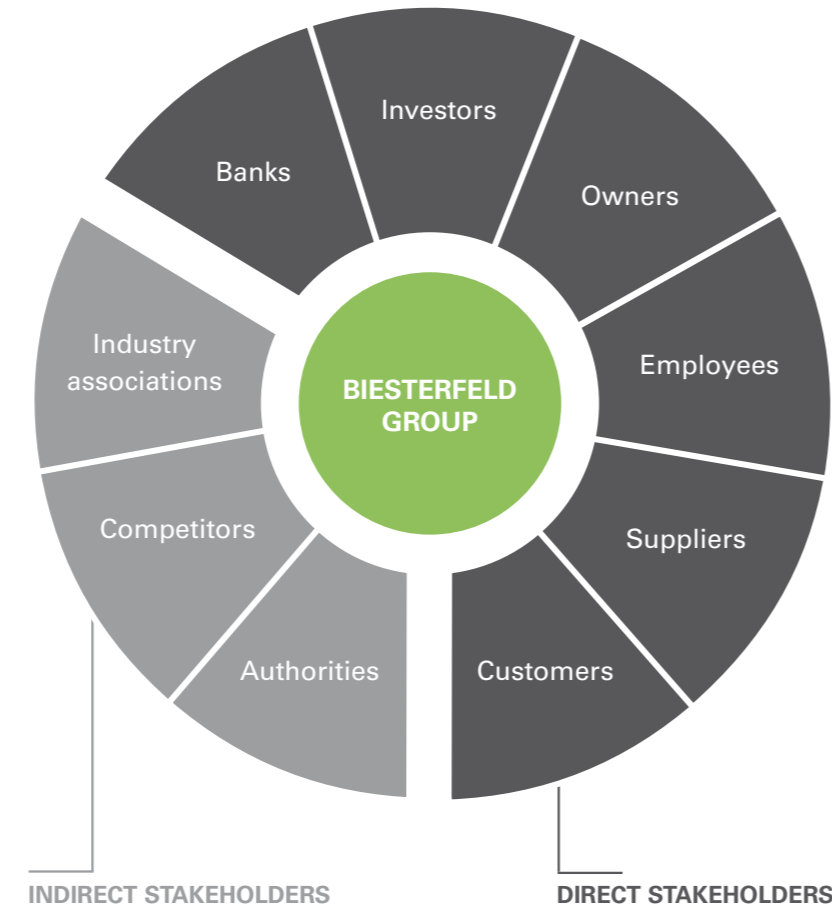 Investors
Banks
Owners
Industry
associations
Employees
BIESTERFELD
GROUP
Competitors
Suppliers
Authorities
Customers
INDIRECT STAKEHOLDERS
DIRECT STAKEHOLDERS